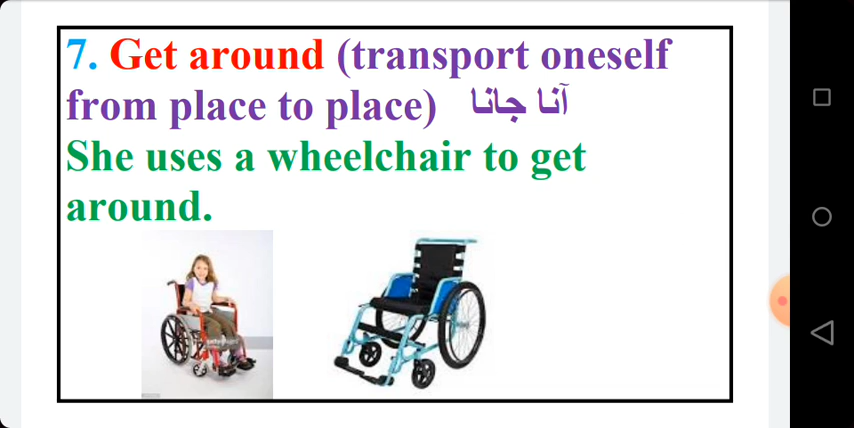 7. Get around (transport oneself
from place to place) آنا جانا
She uses a wheelchair to get
around.